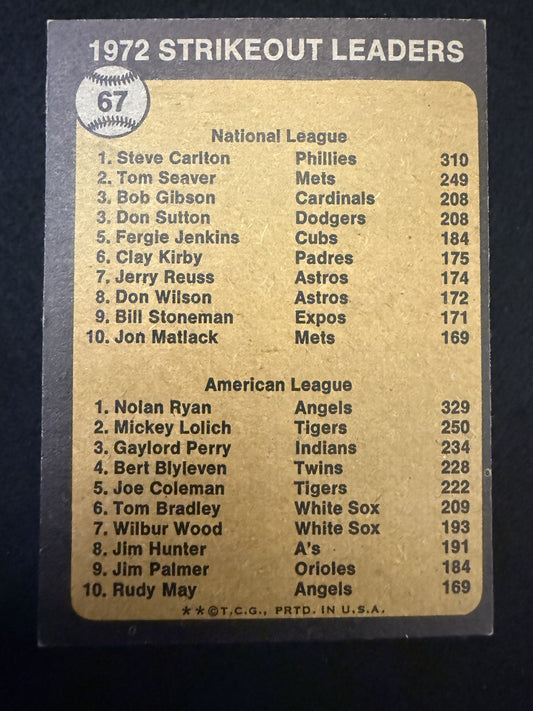 1972 STRIKEOUT LEADERS
67
National League
1. Steve Carlton Phillies 310
2. Tom Seaver Mets 249
3. Bob Gibson Cardinals 208
3. Don Sutton Dodgers 208
5. Fergie Jenkins Cubs 184
6. Clay Kirby Padres 175
7. Jerry Reuss Astros 174
8. Don Wilson Astros 172
9. Bill Stoneman Expos 171
10. Jon Matlack Mets 169
American League
1. Nolan Ryan Angels 329
2. Mickey Lolich Tigers 250
3. Gaylord Perry Indians 234
4. Bert Blyleven Twins 228
5. Joe Coleman Tigers 222
6. Tom Bradley White Sox 209
7. Wilbur Wood White Sox 193
8. Jim Hunter A's 191
9. Jim Palmer Orioles 184
10. Rudy May Angels 169
**©T.C.G., PRTD. IN U.S.A.